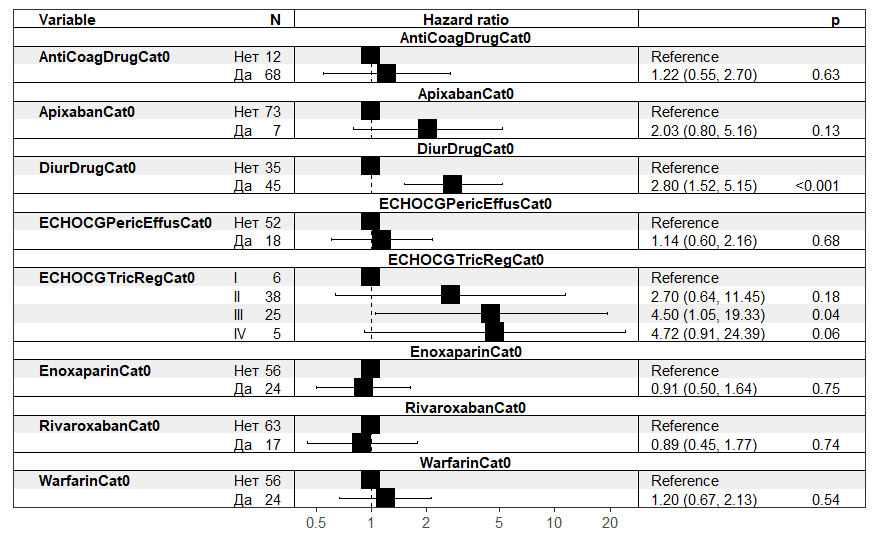 Variable N Hazard ratio p
AntiCoagDrugCat0
AntiCoagDrugCat0 Нет 12 Reference
Да 68 1.22 (0.55, 2.70) 0.63
ApixabanCat0
ApixabanCat0 Нет 73 Reference
Да 7 2.03 (0.80, 5.16) 0.13
DiurDrugCat0
DiurDrugCat0 Нет 35 Reference
Да 45 2.80 (1.52, 5.15) <0.001
ECHOCGPericEffusCat0
ECHOCGPericEffusCat0 Нет 52 Reference
Да 18 1.14 (0.60, 2.16) 0.68
ECHOCGTricRegCat0
ECHOCGTricRegCat0 I 6 Reference
II 38 2.70 (0.64, 11.45) 0.18
III 25 4.50 (1.05, 19.33) 0.04
IV 5 4.72 (0.91, 24.39) 0.06
EnoxaparinCat0
EnoxaparinCat0 Нет 56 Reference
Да 24 0.91 (0.50, 1.64) 0.75
RivaroxabanCat0
RivaroxabanCat0 Нет 63 Reference
Да 17 0.89 (0.45, 1.77) 0.74
WarfarinCat0
WarfarinCat0 Нет 56 Reference
Да 24 1.20 (0.67, 2.13) 0.54
0.5 1 2 5 10 20